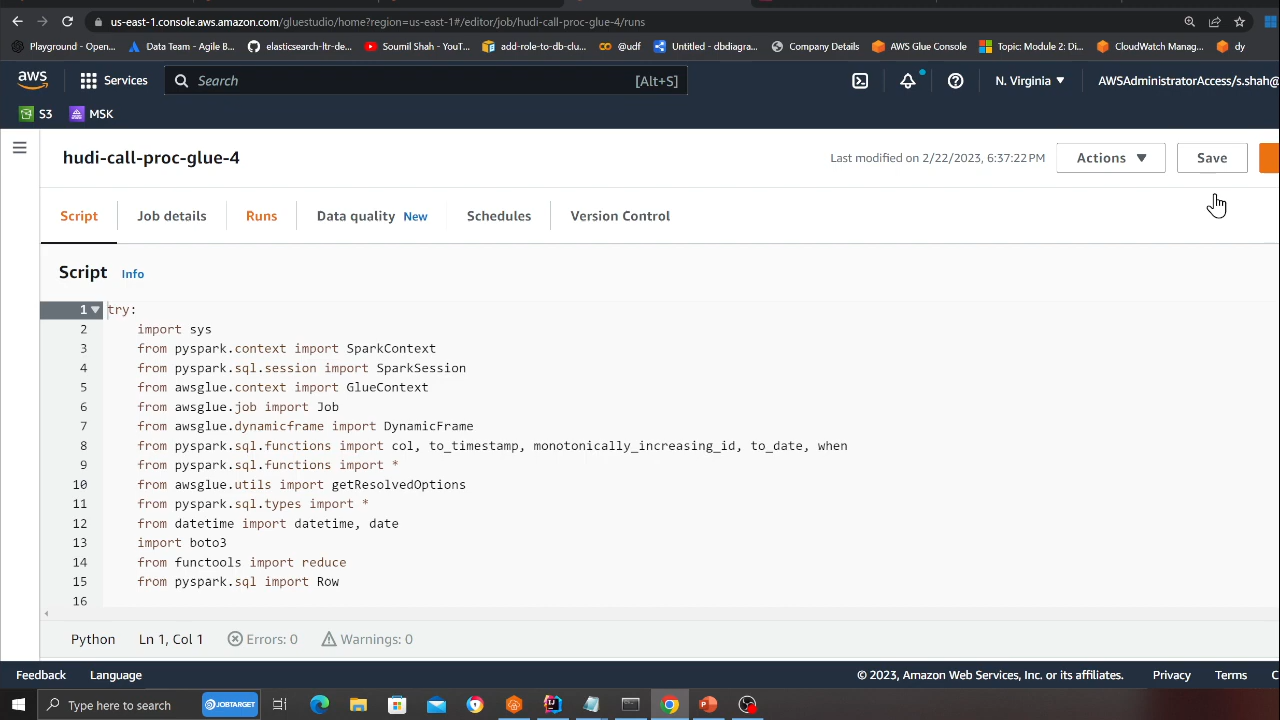 us-east-1.console.aws.amazon.com/gluestudio/home?region=us-east-1#/editor/job/hudi-call-proc-glue-4/runs
Playground - Open... Data Team - Agile B... elasticsearch-ltr-de... Soumil Shah - YouT... add-role-to-db-clu... @udf Untitled - dbdiagra... Company Details AWS Glue Console Topic: Module 2: Di... CloudWatch Manag... dy
aws Services Search [Alt+S] N. Virginia AWSAdministratorAccess/s.shah@
S3 MSK
hudi-call-proc-glue-4 Last modified on 2/22/2023, 6:37:22 PM Actions Save
Script Job details Runs Data quality New Schedules Version Control
Script Info
1 try:
2 import sys
3 from pyspark.context import SparkContext
4 from pyspark.sql.session import SparkSession
5 from awsglue.context import GlueContext
6 from awsglue.job import Job
7 from awsglue.dynamicframe import DynamicFrame
8 from pyspark.sql.functions import col, to_timestamp, monotonically_increasing_id, to_date, when
9 from pyspark.sql.functions import *
10 from awsglue.utils import getResolvedOptions
11 from pyspark.sql.types import *
12 from datetime import datetime, date
13 import boto3
14 from functools import reduce
15 from pyspark.sql import Row
16
Python Ln 1, Col 1 Errors: 0 Warnings: 0
Feedback Language © 2023, Amazon Web Services, Inc. or its affiliates. Privacy Terms C
Type here to search JOBTARGET